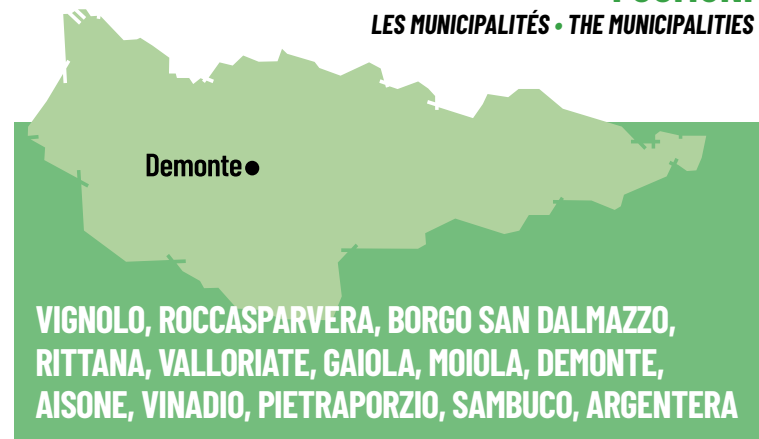 LES MUNICIPALITÉS • THE MUNICIPALITIES
Demonte
VIGNOLO, ROCCASPARVERA, BORGO SAN DALMAZZO,
RITTANA, VALLORIATE, GAIOLA, MOIOLA, DEMONTE,
AISONE, VINADIO, PIETRAPORZIO, SAMBUCO, ARGENTERA